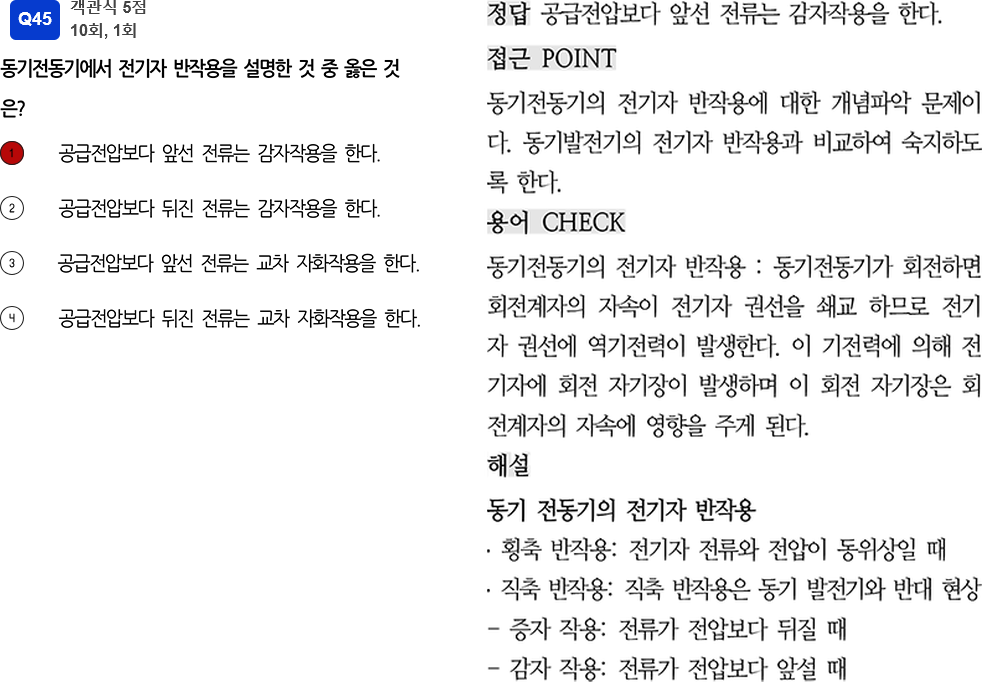 Q45
객관식 5점
10회, 1회
동기전동기에서 전기자 반작용을 설명한 것 중 옳은 것
은?
1 공급전압보다 앞선 전류는 감자작용을 한다.
2 공급전압보다 뒤진 전류는 감자작용을 한다.
3 공급전압보다 앞선 전류는 교차 자화작용을 한다.
4 공급전압보다 뒤진 전류는 교차 자화작용을 한다.
정답 공급전압보다 앞선 전류는 감자작용을 한다.
접근 POINT
동기전동기의 전기자 반작용에 대한 개념파악 문제이
다. 동기발전기의 전기자 반작용과 비교하여 숙지하도
록 한다.
용어 CHECK
동기전동기의 전기자 반작용 : 동기전동기가 회전하면
회전계자의 자속이 전기자 권선을 쇄교 하므로 전기
자 권선에 역기전력이 발생한다. 이 기전력에 의해 전
기자에 회전 자기장이 발생하며 이 회전 자기장은 회
전계자의 자속에 영향을 주게 된다.
해설
동기 전동기의 전기자 반작용
· 횡축 반작용: 전기자 전류와 전압이 동위상일 때
· 직축 반작용: 직축 반작용은 동기 발전기와 반대 현상
- 증자 작용: 전류가 전압보다 뒤질 때
- 감자 작용: 전류가 전압보다 앞설 때